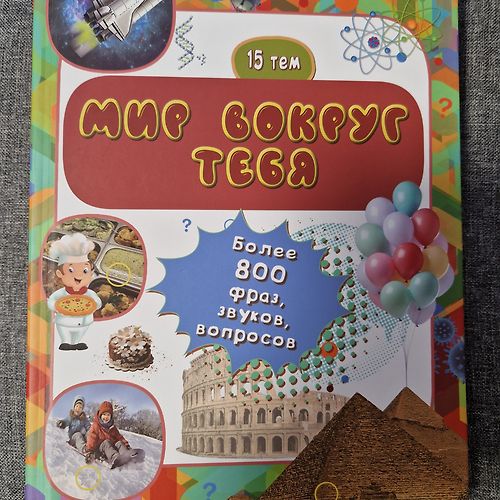 15 тем
МИР ВОКРУГ
ТЕБЯ
Более
800
фраз,
звуков,
вопросов